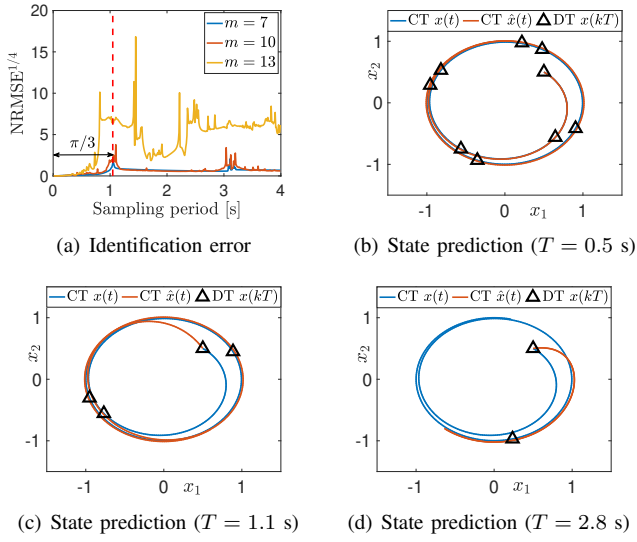 20
15
10
5
0
NRMSE^{1/4}
m = 7
m = 10
m = 13
π/3
0 1 2 3 4
Sampling period [s]
(a) Identification error
CT x(t) CT x̂(t) DT x(kT)
1
0
-1
x_2
-1 0 x_1 1
(b) State prediction (T = 0.5 s)
CT x(t) CT x̂(t) DT x(kT)
1
0
-1
x_2
-1 0 x_1 1
(c) State prediction (T = 1.1 s)
CT x(t) CT x̂(t) DT x(kT)
1
0
-1
x_2
-1 0 x_1 1
(d) State prediction (T = 2.8 s)